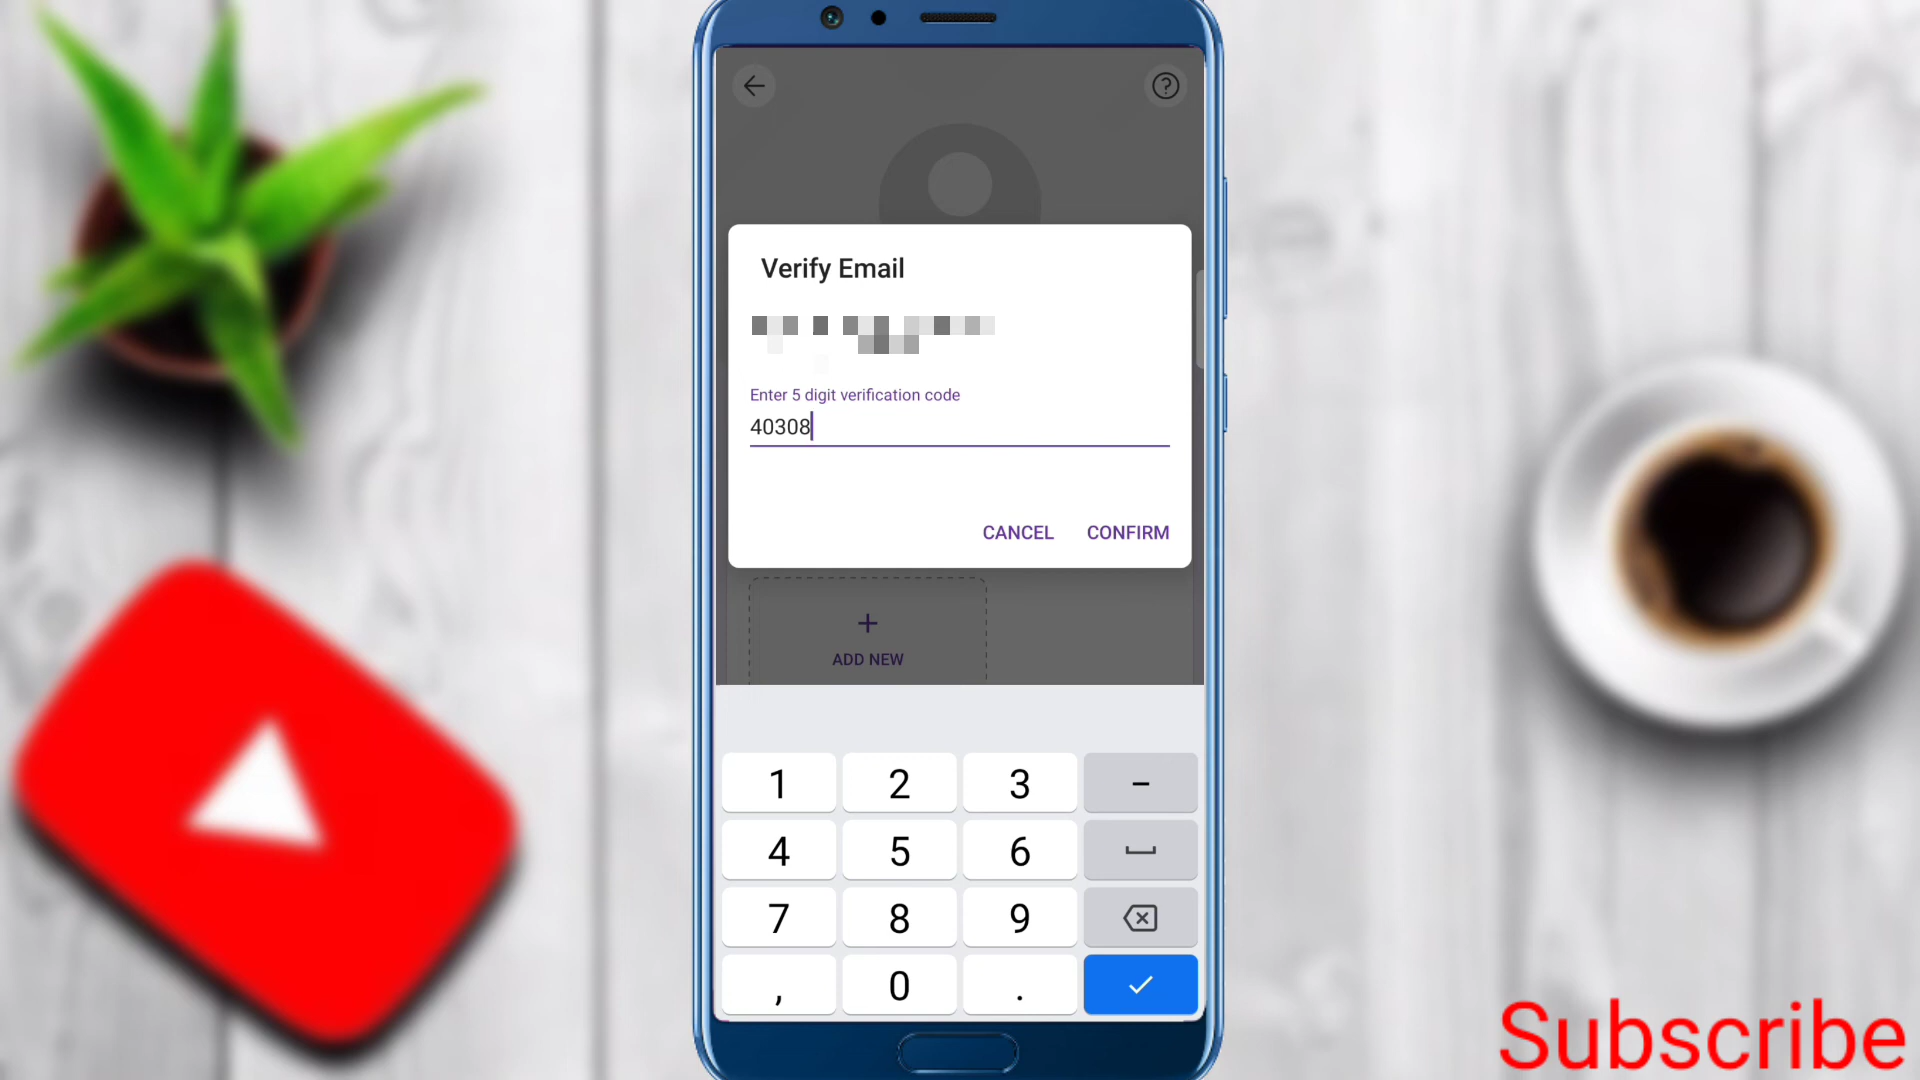 Verify Email
Enter 5 digit verification code
40308
CANCEL CONFIRM
+
ADD NEW
1 2 3 –
4 5 6
7 8 9
, 0 .
Subscribe